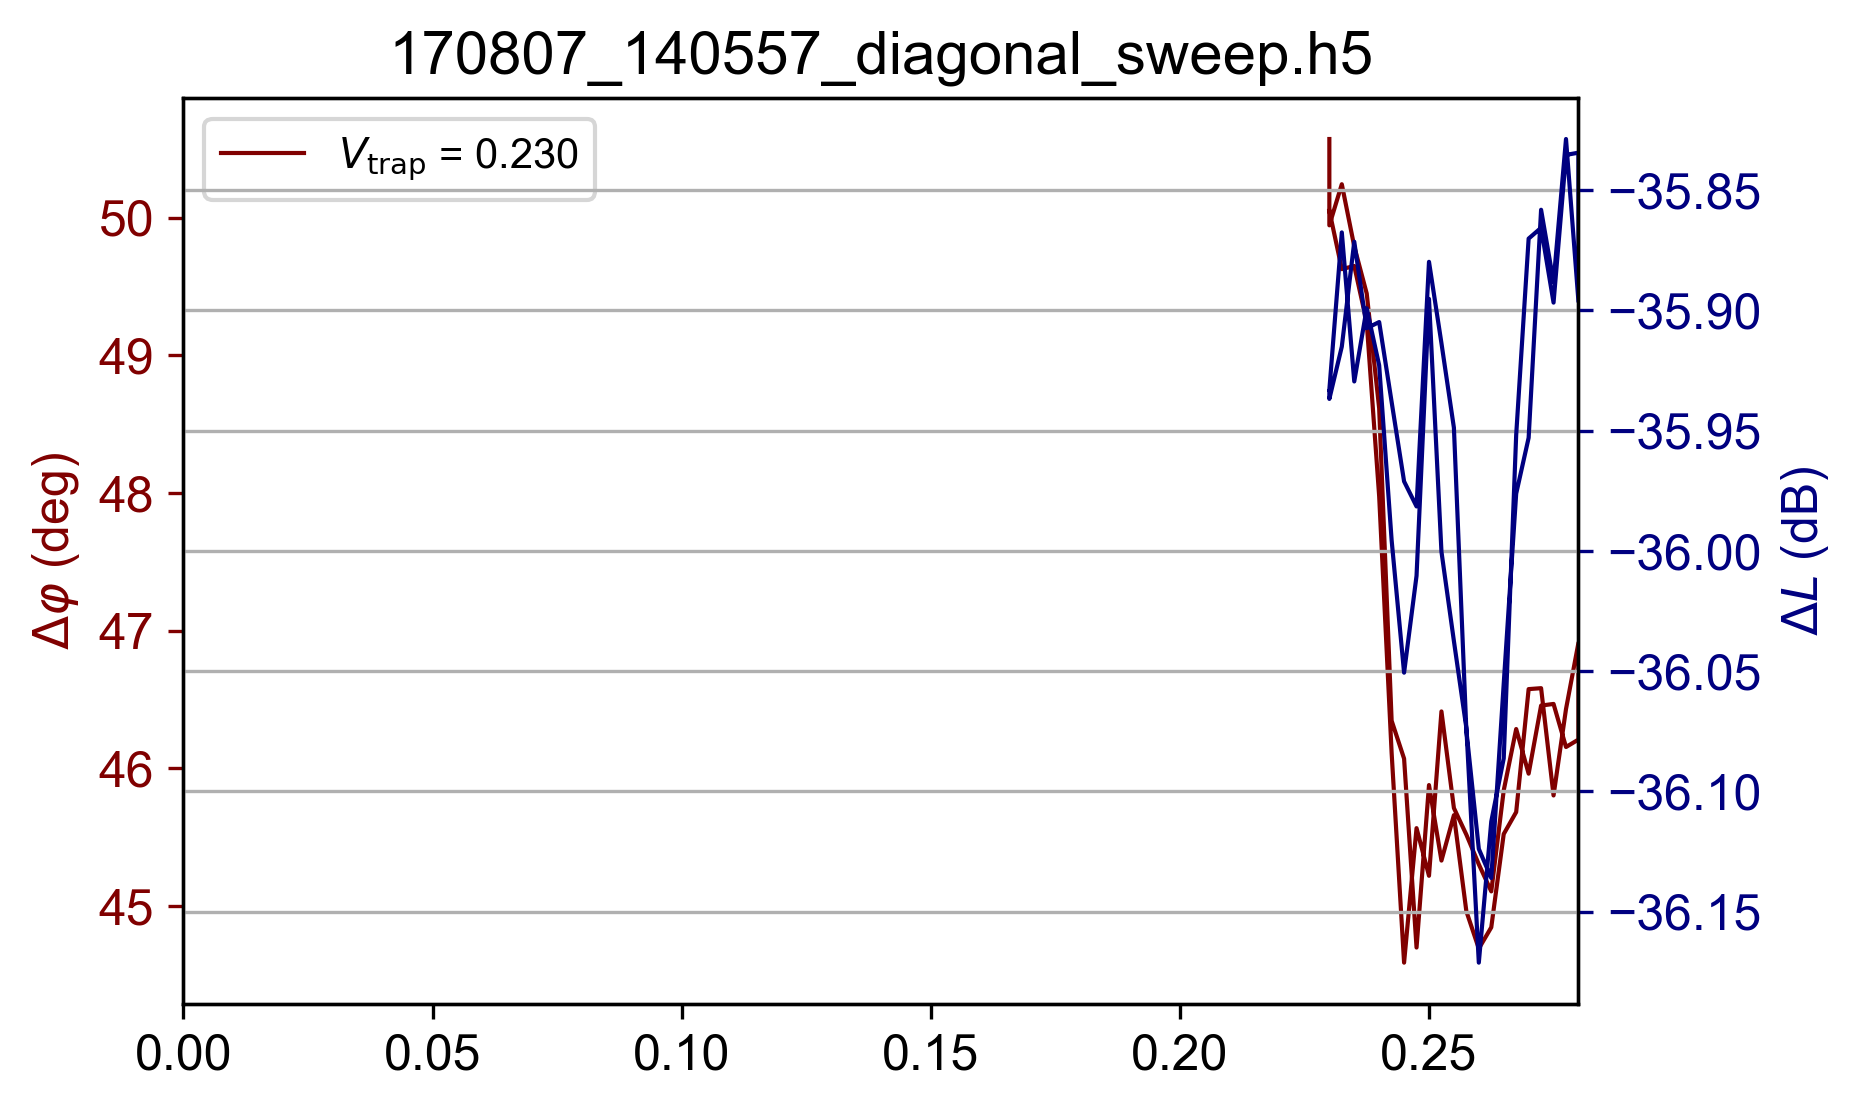 170807_140557_diagonal_sweep.h5
V_trap = 0.230
50
49
48
47
46
45
Δφ (deg)
−35.85
−35.90
−35.95
−36.00
−36.05
−36.10
−36.15
ΔL (dB)
0.00 0.05 0.10 0.15 0.20 0.25